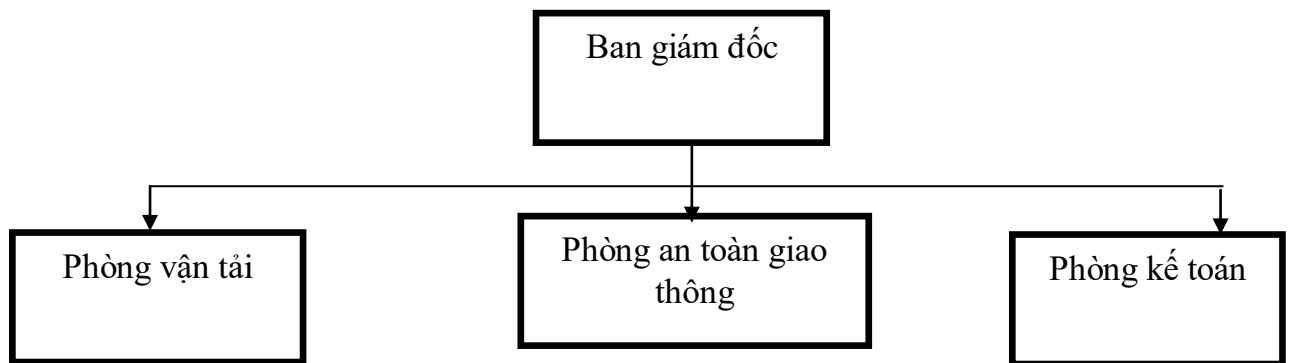 Ban giám đốc
Phòng vận tải
Phòng an toàn giao
thông
Phòng kế toán